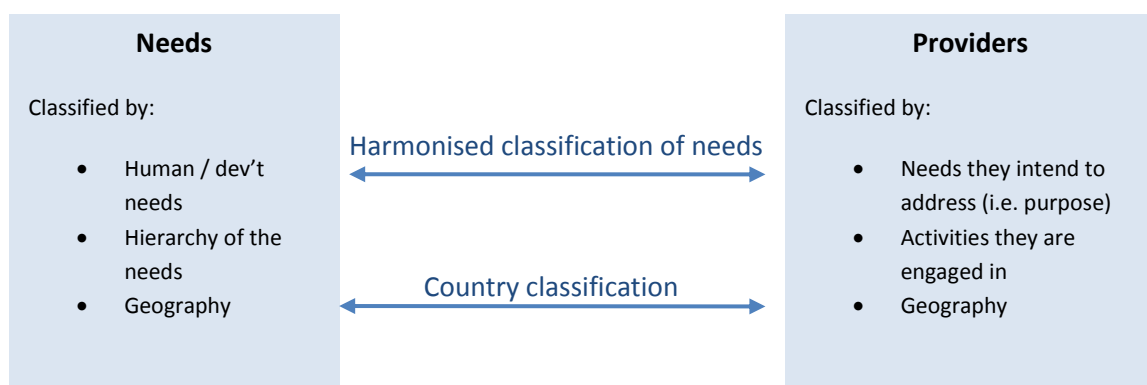 Needs
Classified by:
• Human / dev’t
needs
• Hierarchy of the
needs
• Geography
Harmonised classification of needs
Country classification
Providers
Classified by:
• Needs they intend to
address (i.e. purpose)
• Activities they are
engaged in
• Geography